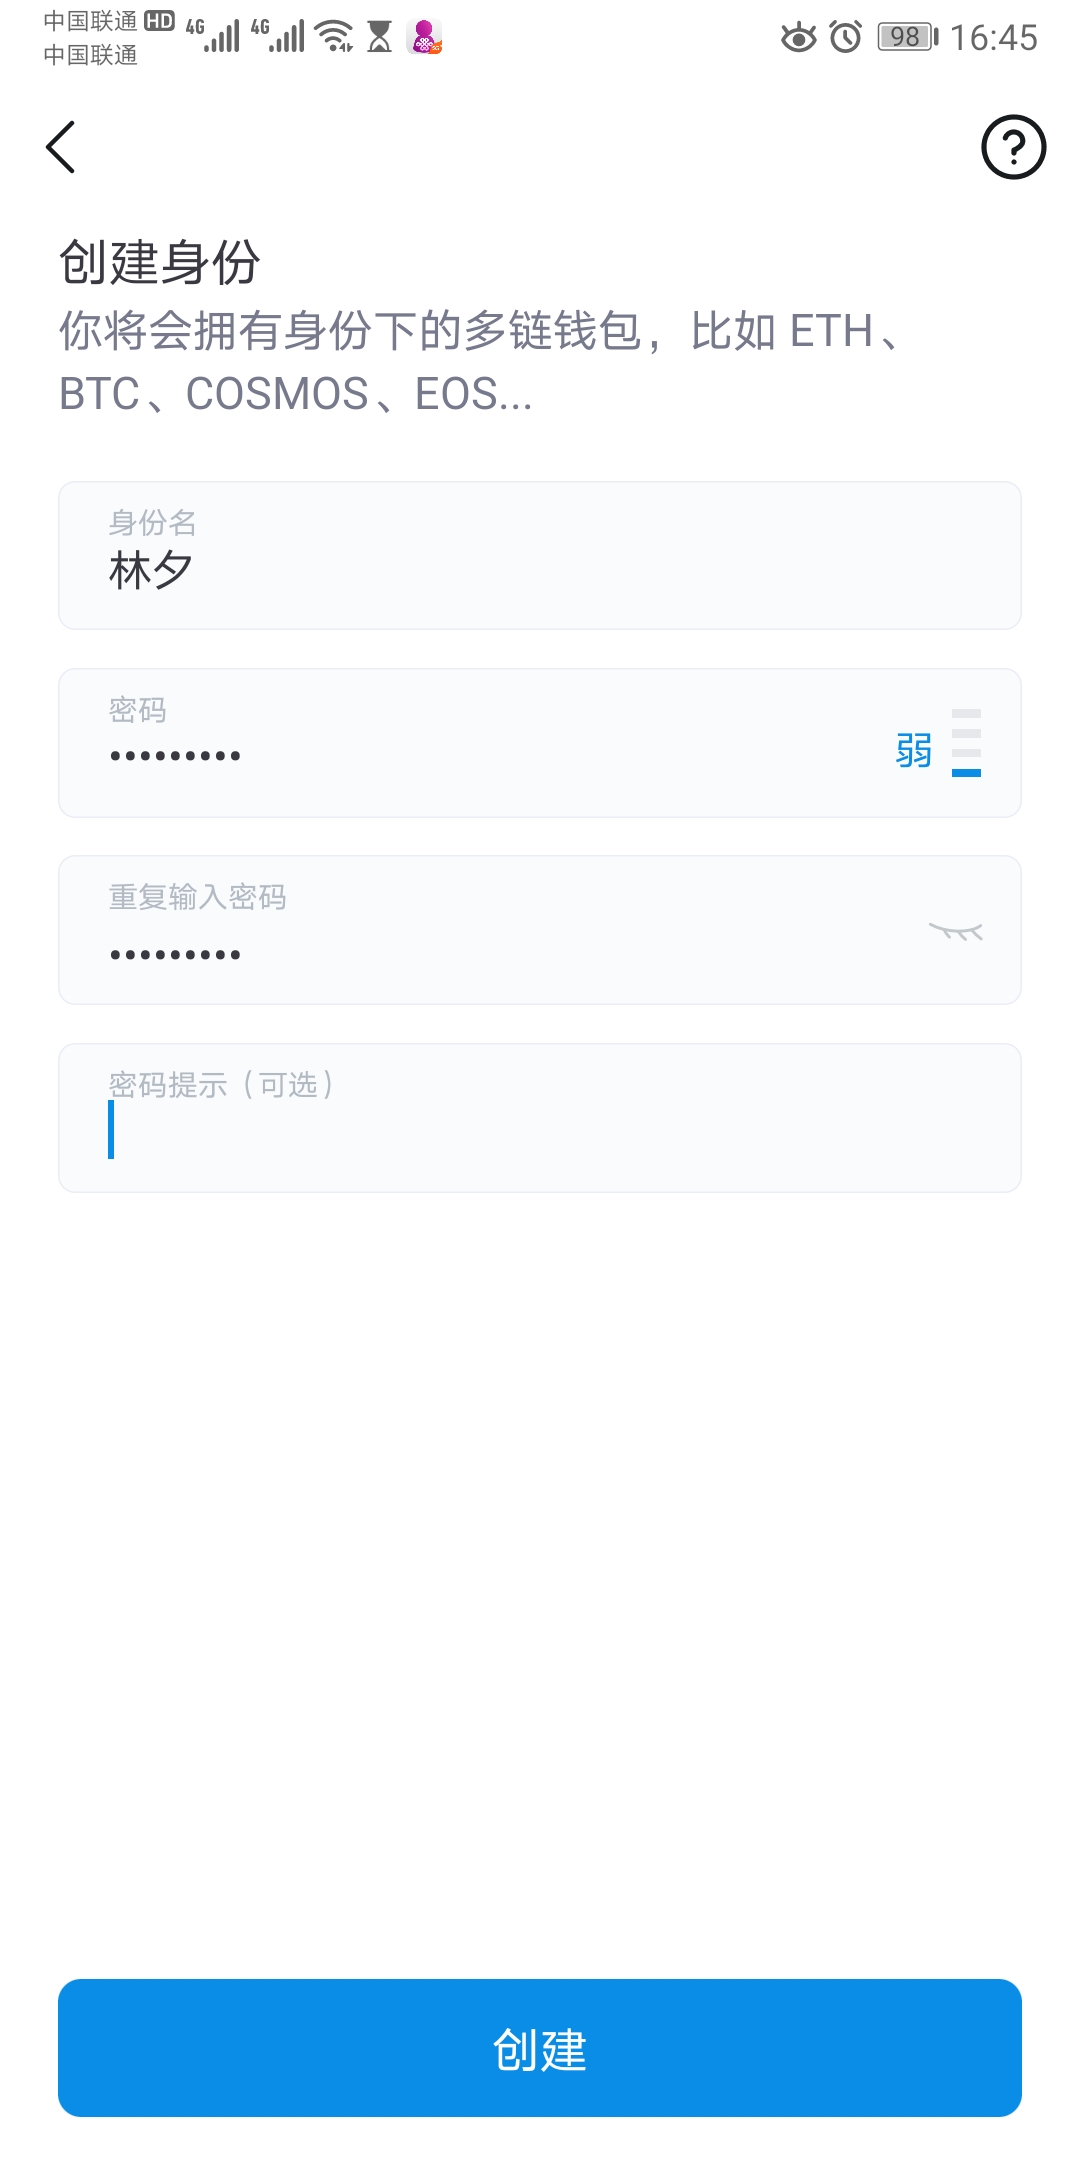 中国联通 HD 4G 4G 98 16:45
中国联通
创建身份
你将会拥有身份下的多链钱包，比如 ETH、
BTC、COSMOS、EOS...
身份名
林夕
密码
•••••••••
弱
重复输入密码
•••••••••
密码提示（可选）
创建